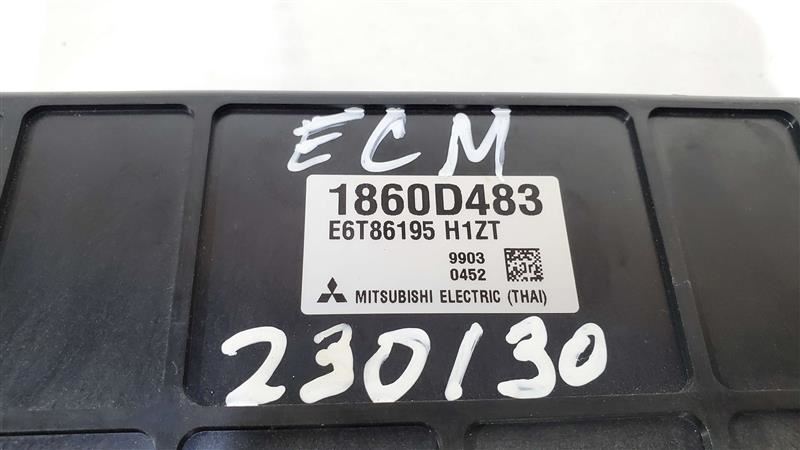 ECM
1860D483
E6T86195 H1ZT
9903
0452
MITSUBISHI ELECTRIC (THAI)
230130